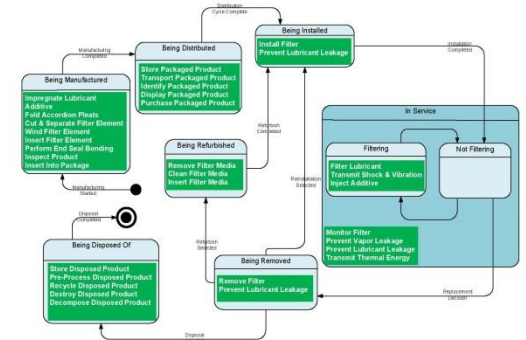 Distribution
Cycle Complete
Being Installed
Install Filter
Prevent Lubricant Leakage
Being Distributed
Store Packaged Product
Transport Packaged Product
Identify Packaged Product
Display Packaged Product
Purchase Packaged Product
Manufacturing
Completed
Installation
Completed
Being Manufactured
Impregnate Lubricant
Additive
Fold Accordion Pleats
Cut & Separate Filter Element
Wind Filter Element
Insert Filter Element
Perform End Seal Bonding
Inspect Product
Insert Into Package
Manufacturing
Started
Refurbish
Completed
Being Refurbished
Remove Filter Media
Clean Filter Media
Insert Filter Media
Reinstallation
Selected
In Service
Filtering
Filter Lubricant
Transmit Shock & Vibration
Inject Additive
Not Filtering
Monitor Filter
Prevent Vapor Leakage
Prevent Lubricant Leakage
Transmit Thermal Energy
Disposal
Completed
Being Disposed Of
Store Disposed Product
Pre-Process Disposed Product
Recycle Disposed Product
Destroy Disposed Product
Decompose Disposed Product
Refurbish
Selected
Being Removed
Remove Filter
Prevent Lubricant Leakage
Replacement
Decision
Disposal